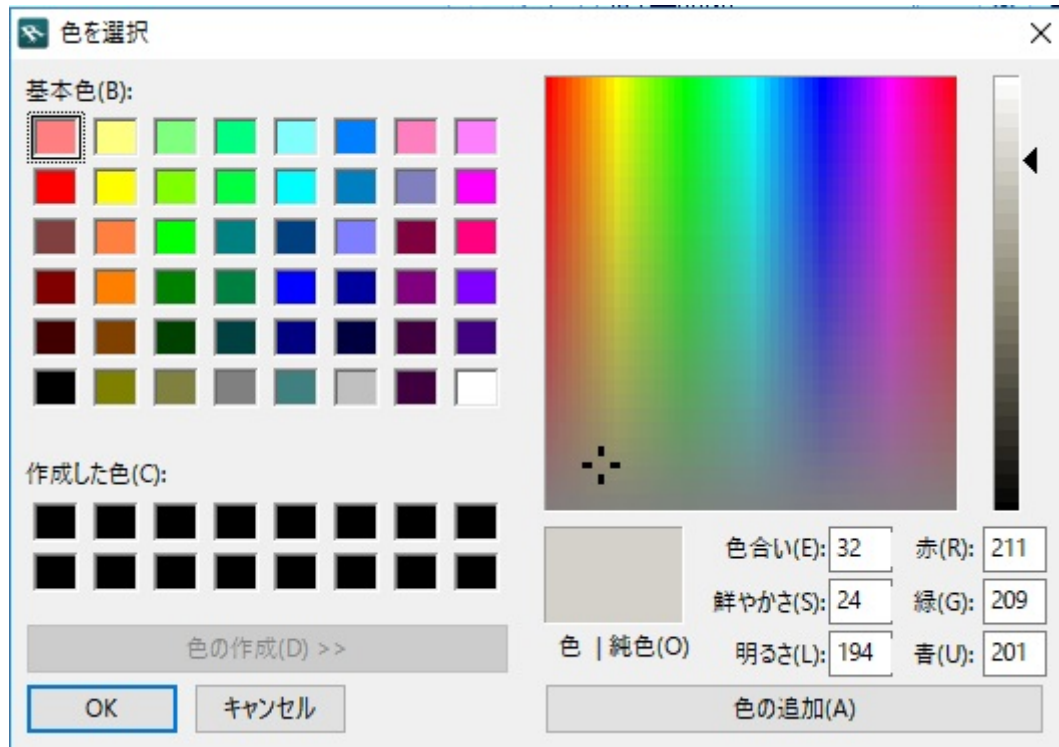 色を選択
基本色(B):
作成した色(C):
色の作成(D) >>
OK
キャンセル
色 | 純色(O)
色合い(E): 32
鮮やかさ(S): 24
明るさ(L): 194
赤(R): 211
緑(G): 209
青(U): 201
色の追加(A)